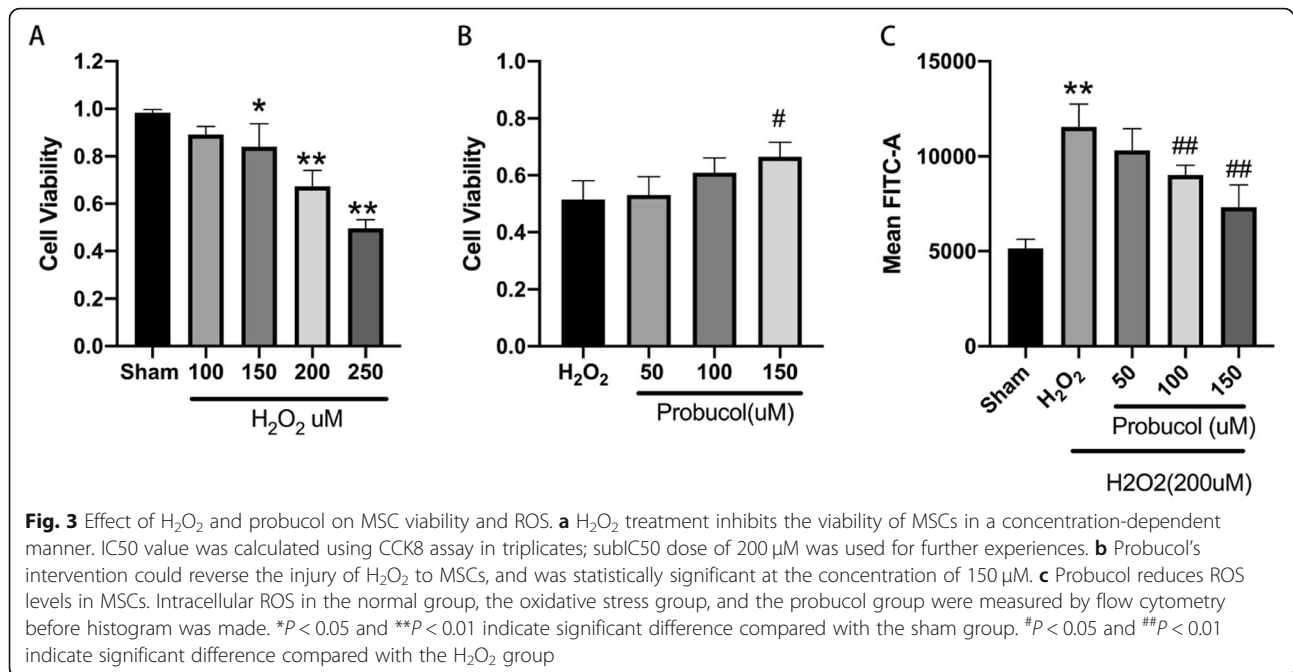 A
Cell Viability
1.2
1.0
0.8
0.6
0.4
0.2
0.0
*
**
**
Sham 100 150 200 250
H₂O₂ uM
B
Cell Viability
1.0
0.8
0.6
0.4
0.2
0.0
#
H₂O₂ 50 100 150
Probucol(uM)
C
Mean FITC-A
15000
10000
5000
0
**
##
##
Sham H₂O₂ 50 100 150
Probucol (uM)
H2O2(200uM)
Fig. 3 Effect of H₂O₂ and probucol on MSC viability and ROS. a H₂O₂ treatment inhibits the viability of MSCs in a concentration-dependent
manner. IC50 value was calculated using CCK8 assay in triplicates; subIC50 dose of 200 μM was used for further experiences. b Probucol's
intervention could reverse the injury of H₂O₂ to MSCs, and was statistically significant at the concentration of 150 μM. c Probucol reduces ROS
levels in MSCs. Intracellular ROS in the normal group, the oxidative stress group, and the probucol group were measured by flow cytometry
before histogram was made. *P < 0.05 and **P < 0.01 indicate significant difference compared with the sham group. #P < 0.05 and ##P < 0.01
indicate significant difference compared with the H₂O₂ group